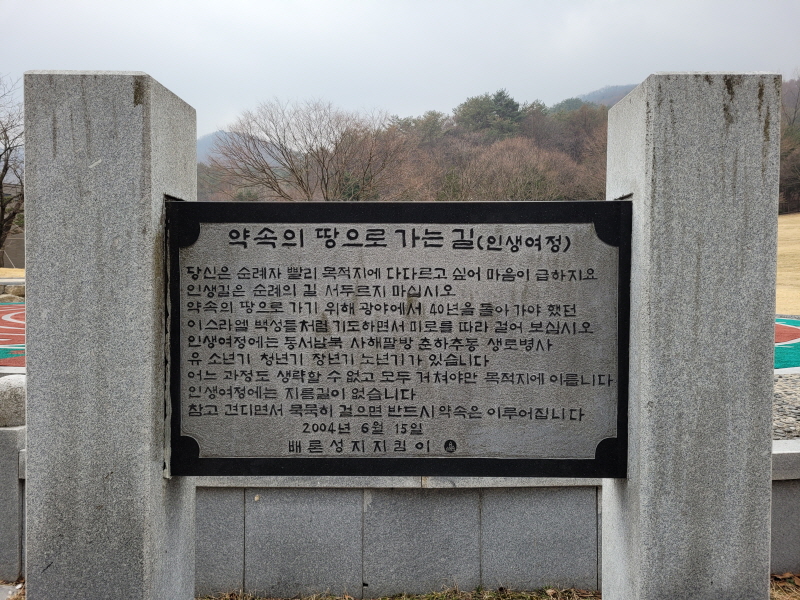 약속의 땅으로 가는 길(인생여정)
당신은 순례자 빨리 목적지에 다다르고 싶어 마음이 급하지요
인생길은 순례의 길 서두르지 마십시오
약속의 땅으로 가기 위해 광야에서 40년을 돌아가야 했던
이스라엘 백성들처럼 기도하면서 미로를 따라 걸어 보십시오
인생여정에는 동서남북 사해팔방 춘하추동 생로병사
유 소년기 청년기 장년기 노년기가 있습니다
어느 과정도 생략할 수 없고 모두 거쳐야만 목적지에 이릅니다
인생여정에는 지름길이 없습니다
참고 견디면서 묵묵히 걸으면 반드시 약속은 이루어집니다
2004년 6월 15일
배론성지지킴이